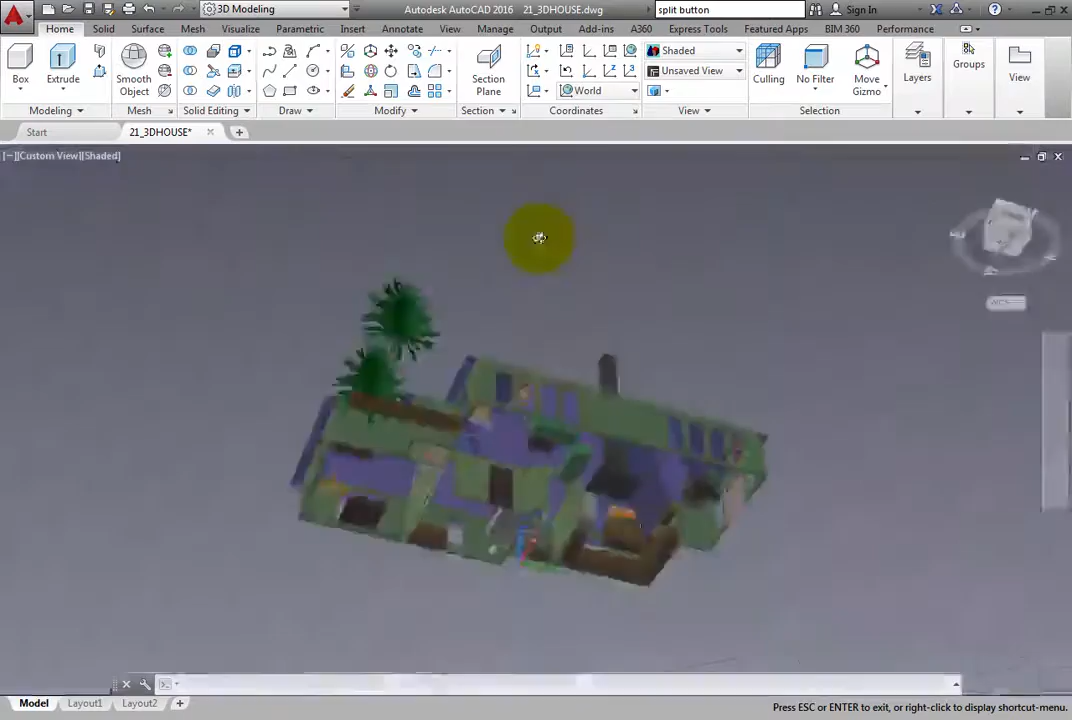 3D Modeling
Autodesk AutoCAD 2016 21_3DHOUSE.dwg
split button
Sign In
Home Solid Surface Mesh Visualize Parametric Insert Annotate View Manage Output Add-ins A360 Express Tools Featured Apps BIM 360 Performance
Box
Extrude
Smooth
Object
Section
Plane
Shaded
Unsaved View
World
Culling
No Filter
Move
Gizmo
Layers
Groups
View
Modeling
Mesh
Solid Editing
Draw
Modify
Section
Coordinates
View
Selection
Start
21_3DHOUSE*
[−][Custom View][Shaded]
Model
Layout1
Layout2
Press ESC or ENTER to exit, or right-click to display shortcut-menu.